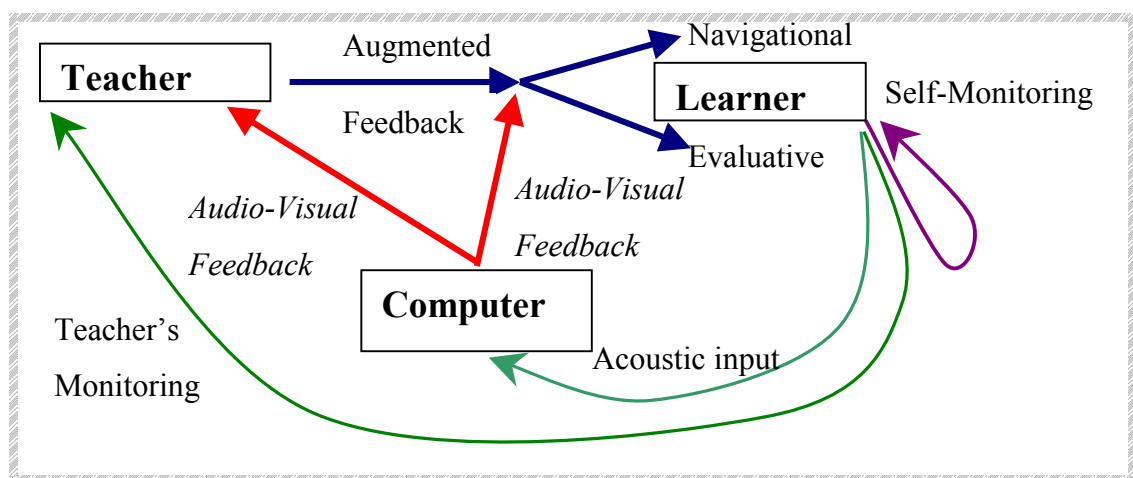 Teacher
Augmented
Feedback
Navigational
Learner
Evaluative
Self-Monitoring
Audio-Visual
Feedback
Audio-Visual
Feedback
Computer
Teacher’s
Monitoring
Acoustic input